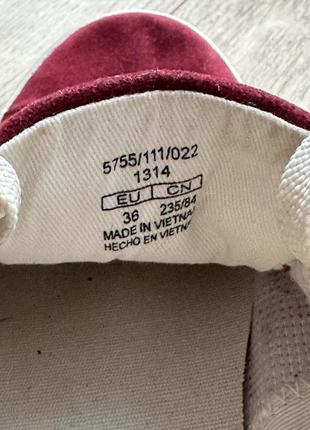 5755/111/022
1314
EU CN
36 235/84
MADE IN VIETNAM
HECHO EN VIETNAM